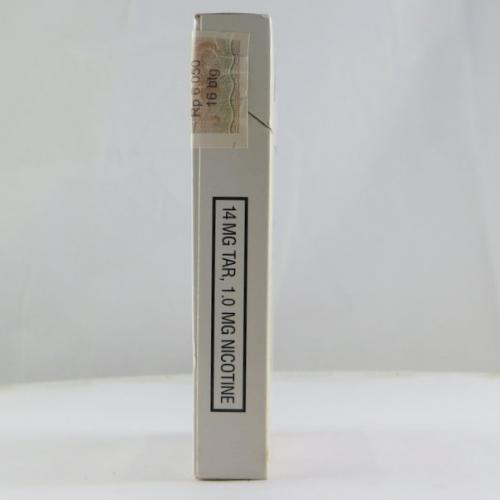 Rp 6.050
16 btg
14 MG TAR, 1.0 MG NICOTINE